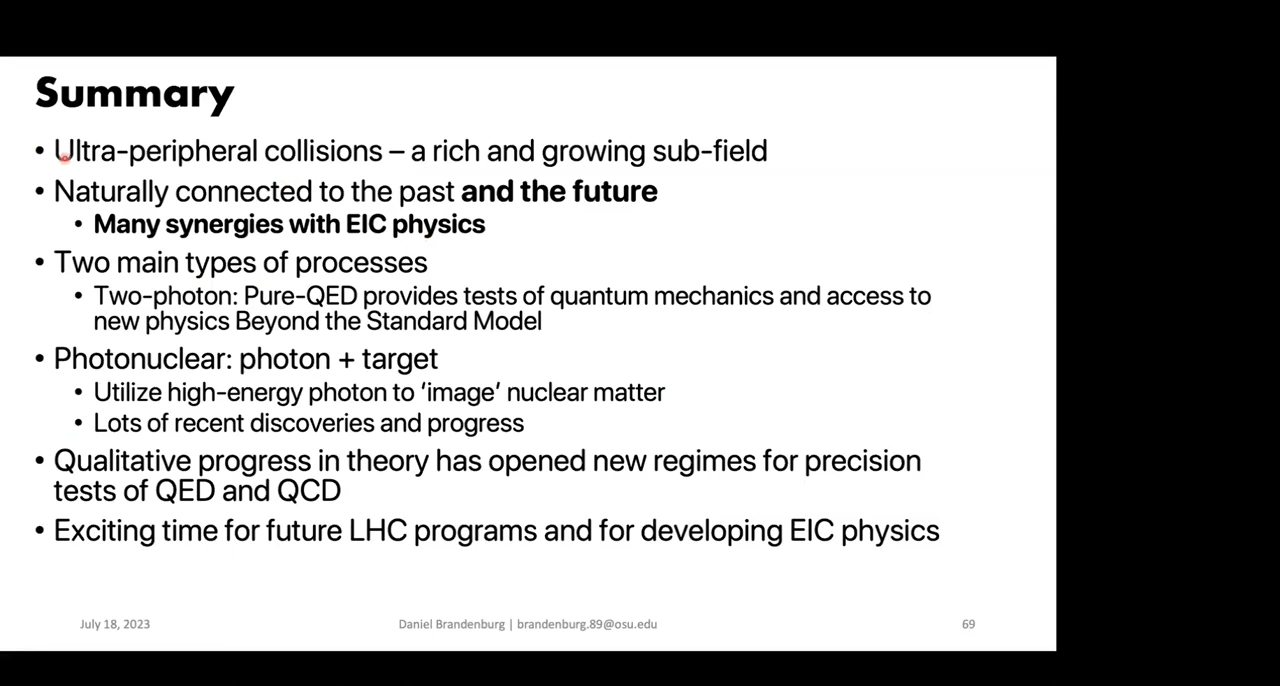 Summary
• Ultra-peripheral collisions – a rich and growing sub-field
• Naturally connected to the past and the future
• Many synergies with EIC physics
• Two main types of processes
• Two-photon: Pure-QED provides tests of quantum mechanics and access to
new physics Beyond the Standard Model
• Photonuclear: photon + target
• Utilize high-energy photon to ‘image’ nuclear matter
• Lots of recent discoveries and progress
• Qualitative progress in theory has opened new regimes for precision
tests of QED and QCD
• Exciting time for future LHC programs and for developing EIC physics
July 18, 2023
Daniel Brandenburg | brandenburg.89@osu.edu
69